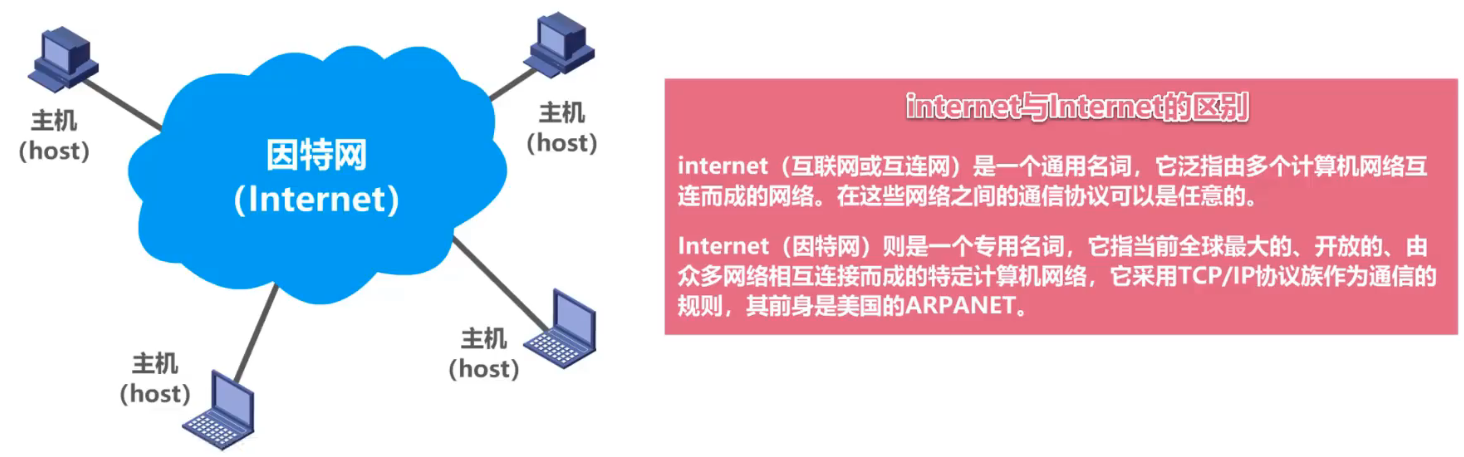 主机
(host)
主机
(host)
因特网
（Internet）
主机
(host)
主机
(host)
internet与Internet的区别
internet（互联网或互连网）是一个通用名词，它泛指由多个计算机网络互
连而成的网络。在这些网络之间的通信协议可以是任意的。
Internet（因特网）则是一个专用名词，它指当前全球最大的、开放的、由
众多网络相互连接而成的特定计算机网络，它采用TCP/IP协议族作为通信的
规则，其前身是美国的ARPANET。